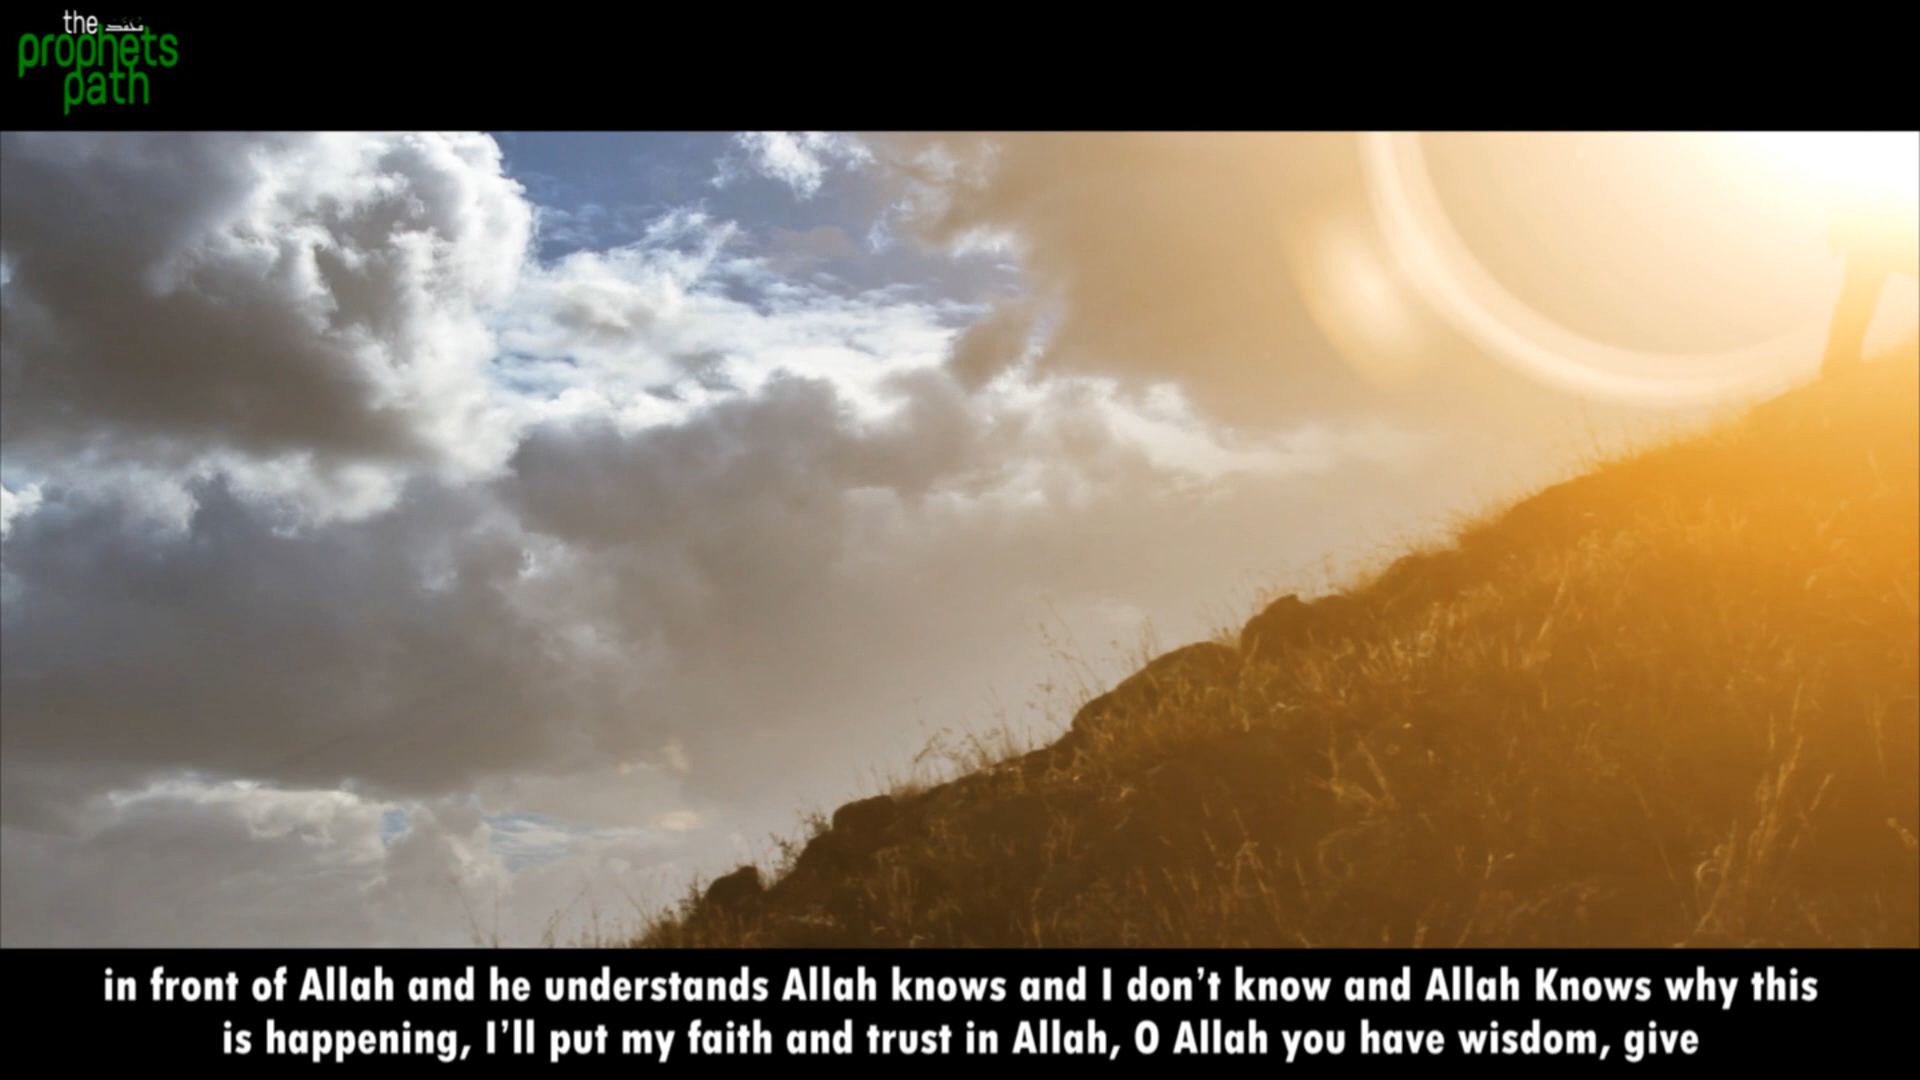 the محمد
prophets
path
in front of Allah and he understands Allah knows and I don't know and Allah Knows why this
is happening, I'll put my faith and trust in Allah, O Allah you have wisdom, give